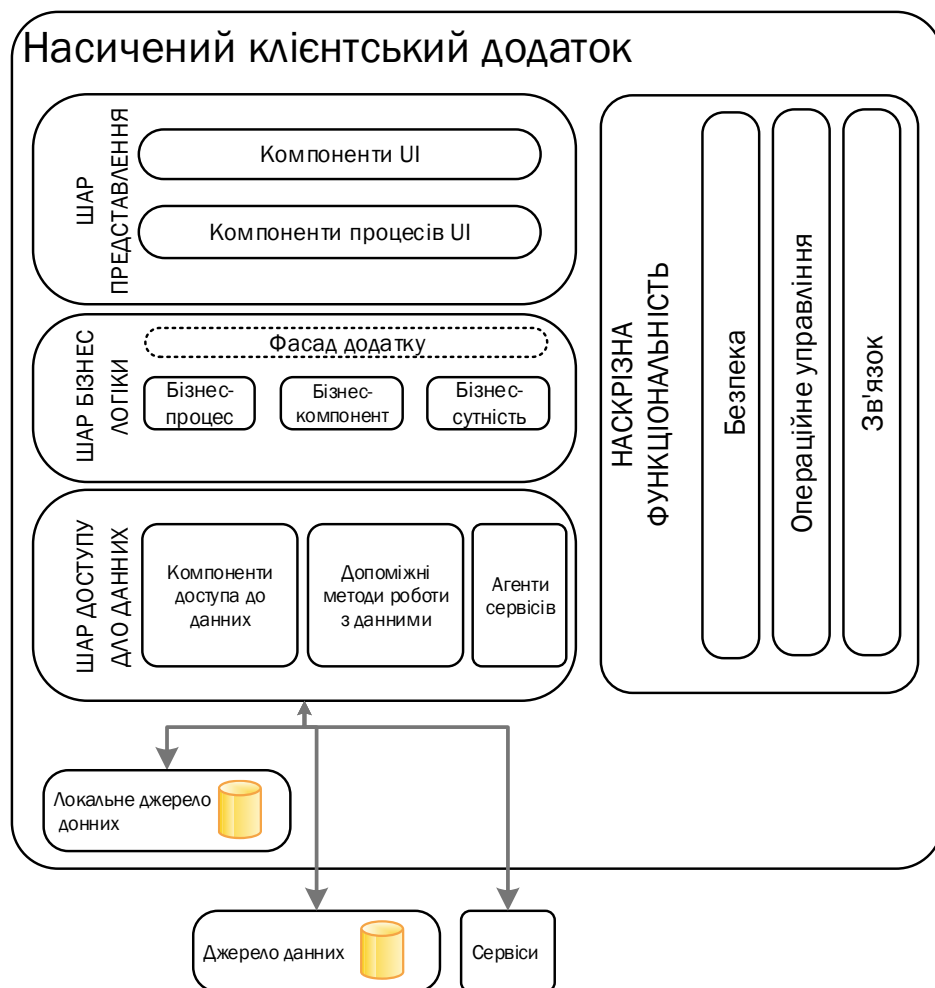 Насичений клієнтський додаток
ШАР
ПРЕДСТАВЛЕННЯ
Компоненти UI
Компоненти процесів UI
ШАР БІЗНЕС
ЛОГІКИ
Фасад додатку
Бізнес-
процес
Бізнес-
компонент
Бізнес-
сутність
ШАР ДОСТУПУ
ДЛО ДАННИХ
Компоненти
доступа до
данних
Допоміжні
методи роботи
з данними
Агенти
сервісів
НАСКРІЗНА
ФУНКЦІОНАЛЬНІСТЬ
Безпека
Операційне управління
Зв'язок
Локальне джерело
донних
Джерело данних
Сервіси